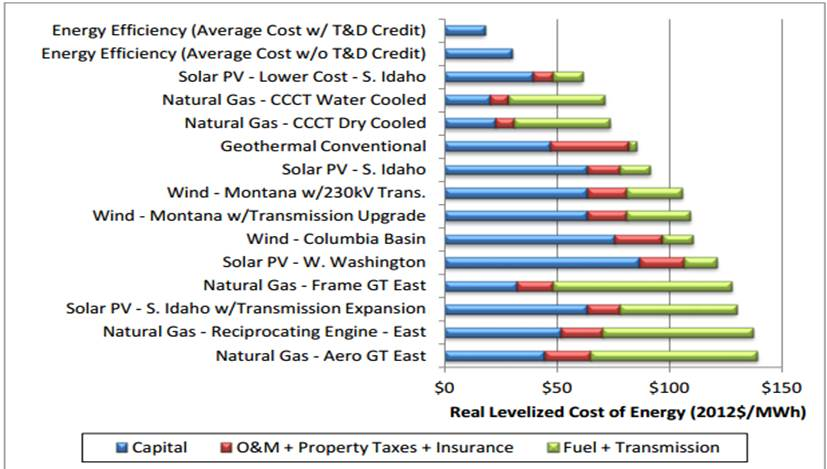 Energy Efficiency (Average Cost w/ T&D Credit)
Energy Efficiency (Average Cost w/o T&D Credit)
Solar PV - Lower Cost - S. Idaho
Natural Gas - CCCT Water Cooled
Natural Gas - CCCT Dry Cooled
Geothermal Conventional
Solar PV - S. Idaho
Wind - Montana w/230kV Trans.
Wind - Montana w/Transmission Upgrade
Wind - Columbia Basin
Solar PV - W. Washington
Natural Gas - Frame GT East
Solar PV - S. Idaho w/Transmission Expansion
Natural Gas - Reciprocating Engine - East
Natural Gas - Aero GT East
$0 $50 $100 $150
Real Levelized Cost of Energy (2012$/MWh)
Capital O&M + Property Taxes + Insurance Fuel + Transmission